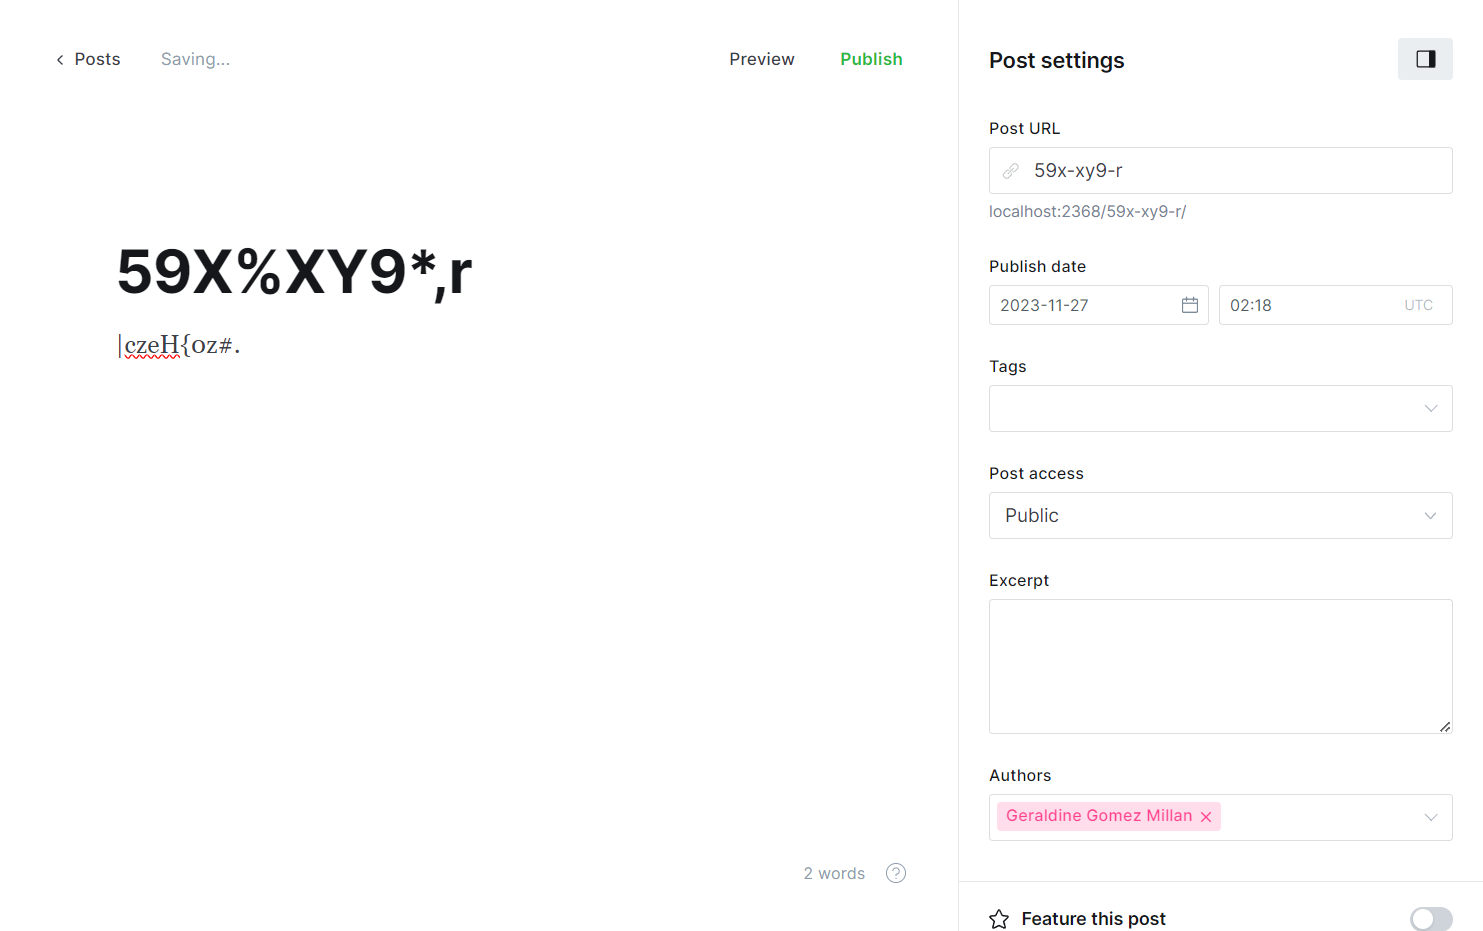 Posts
Saving...
Preview
Publish
59X%XY9*,r
|czeH{oz#.
2 words
?
Post settings
Post URL
59x-xy9-r
localhost:2368/59x-xy9-r/
Publish date
2023-11-27
02:18 UTC
Tags
Post access
Public
Excerpt
Authors
Geraldine Gomez Millan ×
Feature this post